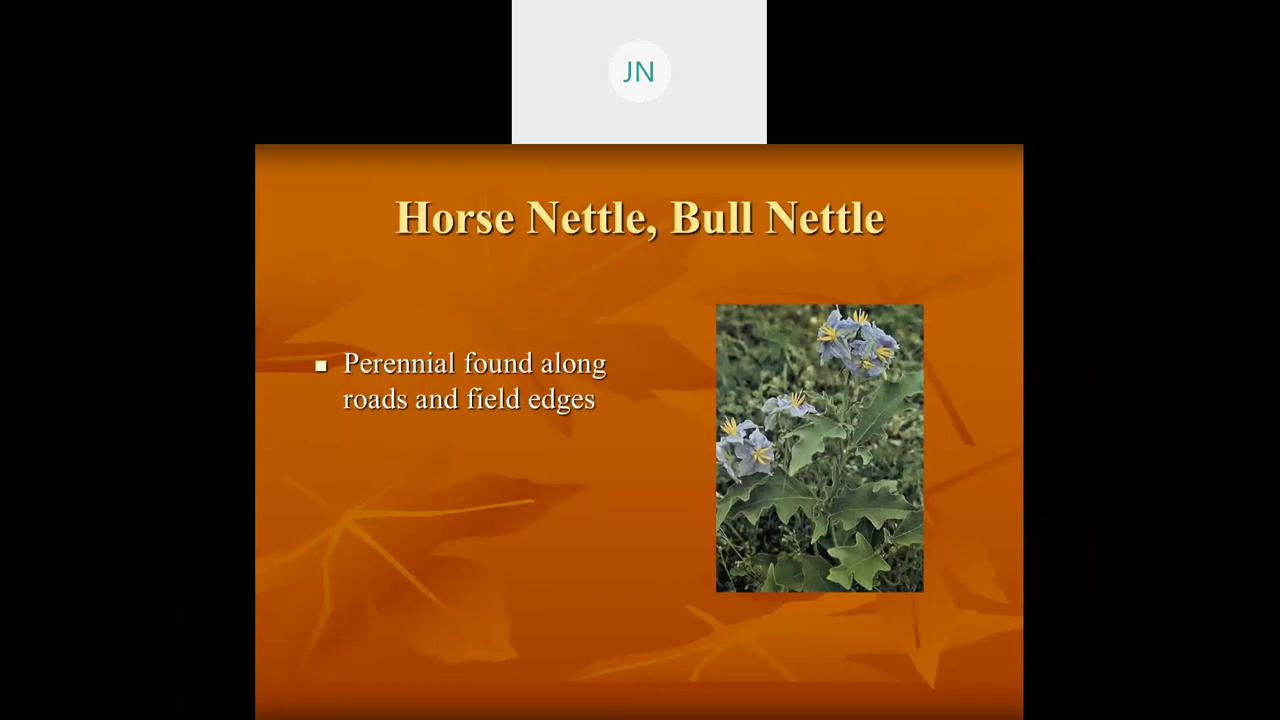 JN
Horse Nettle, Bull Nettle
Perennial found along
roads and field edges